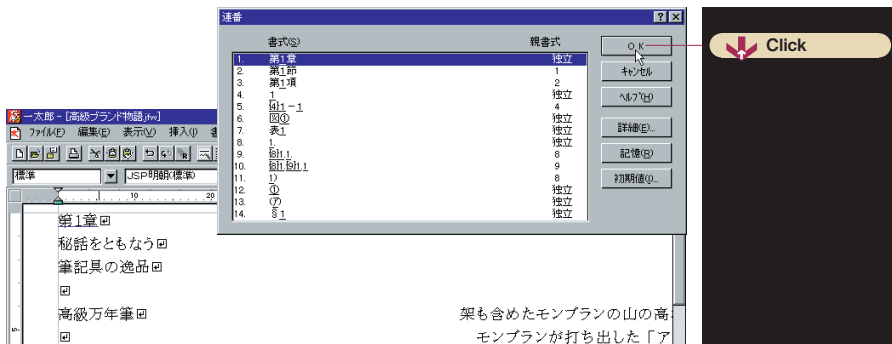 連番
書式(S) 親書式
1. 第1章 独立
2. 第1節 1
3. 第1項 2
4. 1 独立
5. [4]1-1 4
6. 図① 独立
7. 表1 独立
8. 1. 独立
9. [8]1.1. 8
10. [8]1.[9]1.1 9
11. 1) 8
12. ① 独立
13. (ア) 独立
14. §1 独立
OK
キャンセル
ヘルプ(H)
詳細(E)...
記憶(R)
初期値(I)...
Click
一太郎 - [高級ブランド物語.jfw]
ファイル(F) 編集(E) 表示(V) 挿入(I)
標準 JSP明朝(標準)
10 20
第1章
秘話をともなう
筆記具の逸品
高級万年筆
架も含めたモンブランの山の高
5
モンブランが打ち出した「ア